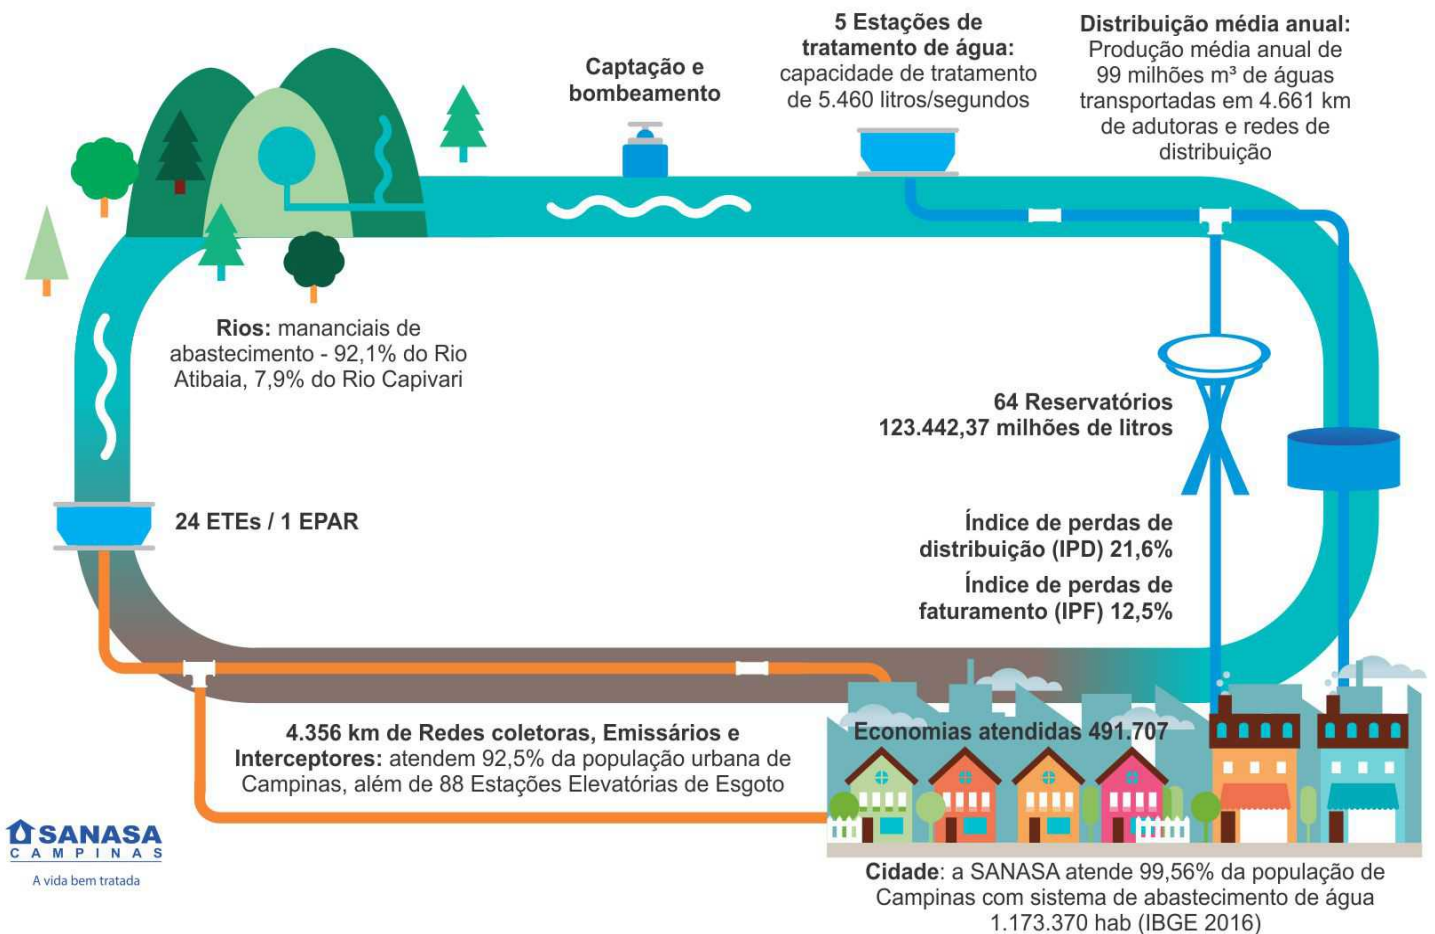 Captação e
bombeamento
5 Estações de
tratamento de água:
capacidade de tratamento
de 5.460 litros/segundos
Distribuição média anual:
Produção média anual de
99 milhões m³ de águas
transportadas em 4.661 km
de adutoras e redes de
distribuição
Rios: mananciais de
abastecimento - 92,1% do Rio
Atibaia, 7,9% do Rio Capivari
64 Reservatórios
123.442,37 milhões de litros
24 ETEs / 1 EPAR
Índice de perdas de
distribuição (IPD) 21,6%
Índice de perdas de
faturamento (IPF) 12,5%
4.356 km de Redes coletoras, Emissários e
Interceptores: atendem 92,5% da população urbana de
Campinas, além de 88 Estações Elevatórias de Esgoto
Economias atendidas 491.707
SANASA
CAMPINAS
A vida bem tratada
Cidade: a SANASA atende 99,56% da população de
Campinas com sistema de abastecimento de água
1.173.370 hab (IBGE 2016)